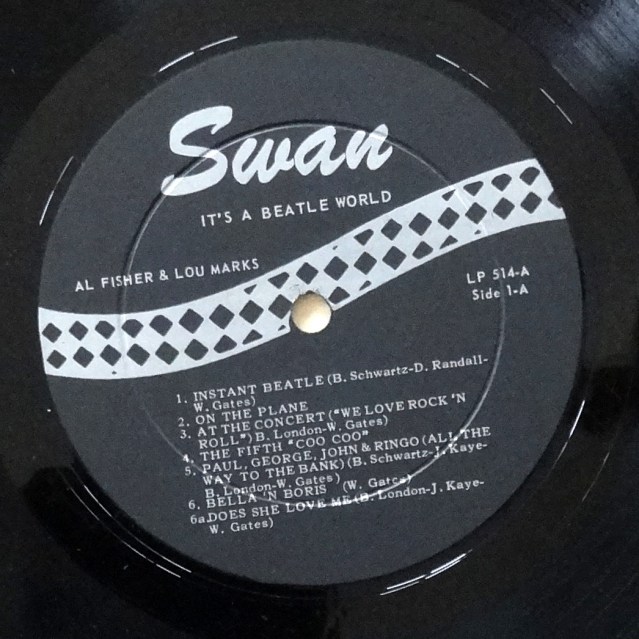 Swan
IT'S A BEATLE WORLD
AL FISHER & LOU MARKS
LP 514-A
Side 1-A
1. INSTANT BEATLE (B. Schwartz-D. Randall-
W. Gates)
2. ON THE PLANE
3. AT THE CONCERT ("WE LOVE ROCK 'N
ROLL") B. London-W. Gates)
4. THE FIFTH "COO COO"
5. PAUL, GEORGE, JOHN & RINGO (ALL THE
WAY TO THE BANK) (B. Schwartz-J. Kaye-
B. London-W. Gates)
6. BELLA 'N BORIS (W. Gates)
6a. DOES SHE LOVE ME (B. London-J. Kaye-
W. Gates)